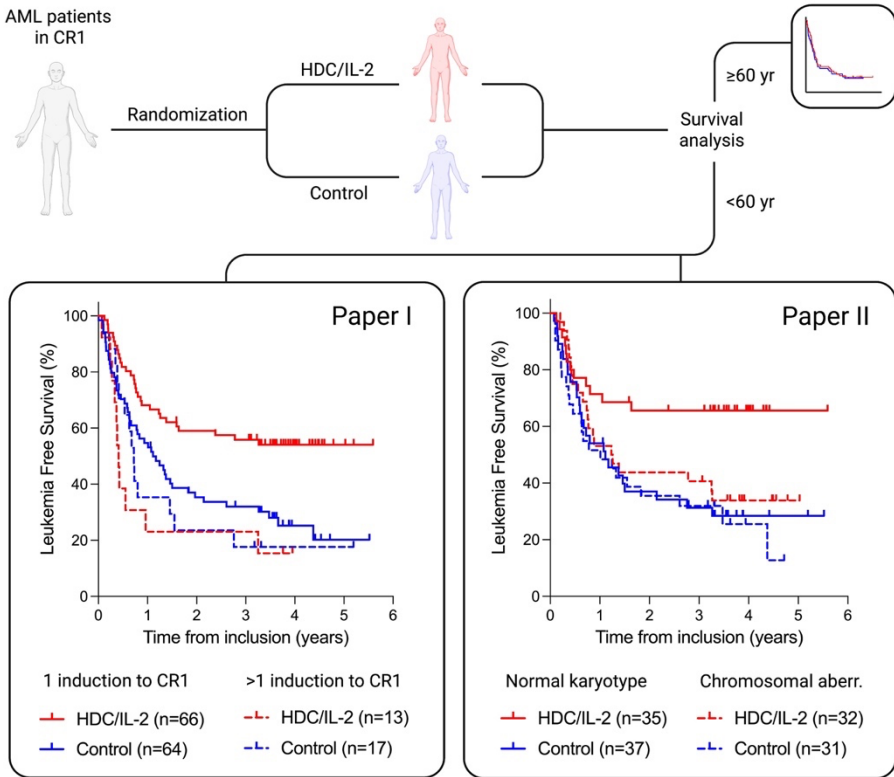 AML patients
in CR1
Randomization
HDC/IL-2
Control
Survival
analysis
≥60 yr
<60 yr
Paper I
Leukemia Free Survival (%)
100
80
60
40
20
0
0 1 2 3 4 5 6
Time from inclusion (years)
1 induction to CR1 >1 induction to CR1
HDC/IL-2 (n=66) HDC/IL-2 (n=13)
Control (n=64) Control (n=17)
Paper II
Leukemia Free Survival (%)
100
80
60
40
20
0
0 1 2 3 4 5 6
Time from inclusion (years)
Normal karyotype Chromosomal aberr.
HDC/IL-2 (n=35) HDC/IL-2 (n=32)
Control (n=37) Control (n=31)